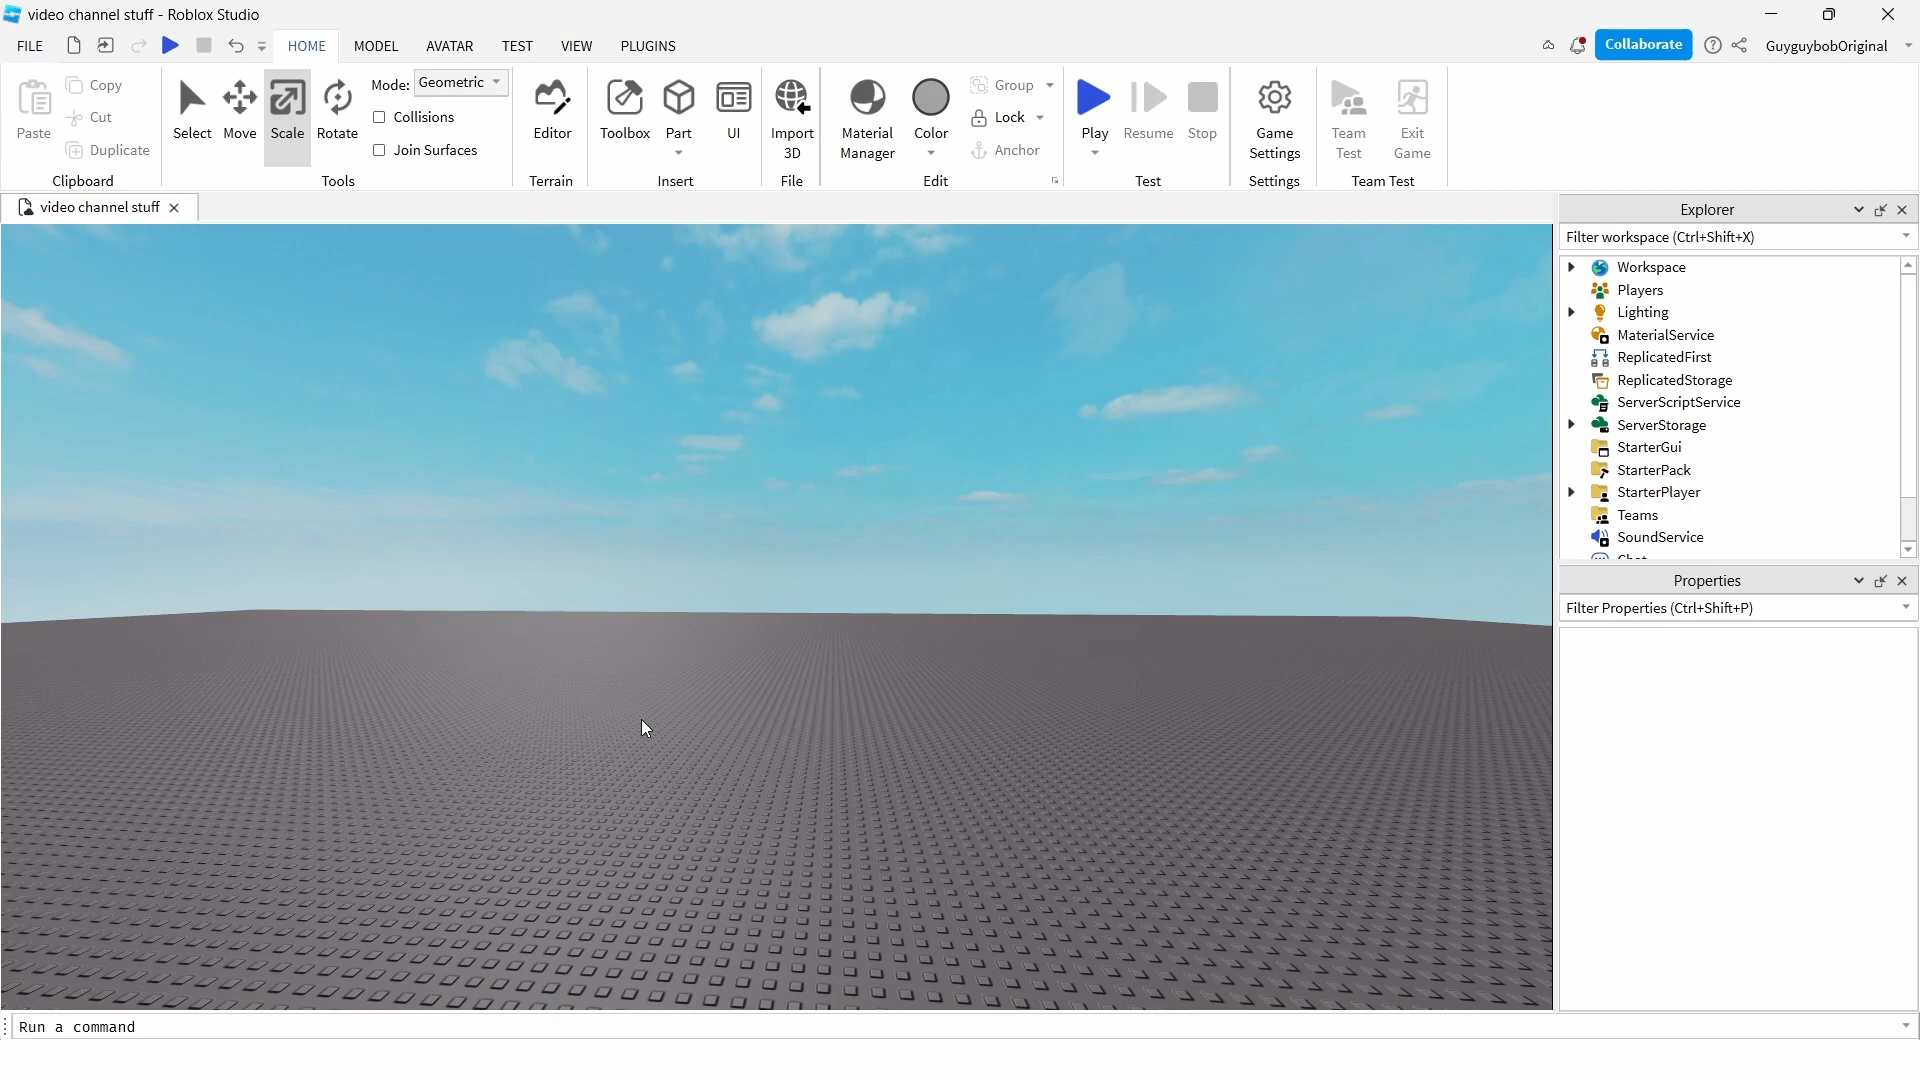 video channel stuff - Roblox Studio
FILE HOME MODEL AVATAR TEST VIEW PLUGINS Collaborate GuyguybobOriginal
Paste
Copy
Cut
Duplicate
Clipboard
Select Move Scale Rotate
Mode: Geometric
Collisions
Join Surfaces
Tools
Editor
Terrain
Toolbox Part UI
Insert
Import
3D
File
Material
Manager
Color
Group
Lock
Anchor
Edit
Play Resume Stop
Test
Game
Settings
Settings
Team
Test
Exit
Game
Team Test
video channel stuff
Explorer
Filter workspace (Ctrl+Shift+X)
Workspace
Players
Lighting
MaterialService
ReplicatedFirst
ReplicatedStorage
ServerScriptService
ServerStorage
StarterGui
StarterPack
StarterPlayer
Teams
SoundService
Chat
Properties
Filter Properties (Ctrl+Shift+P)
Run a command